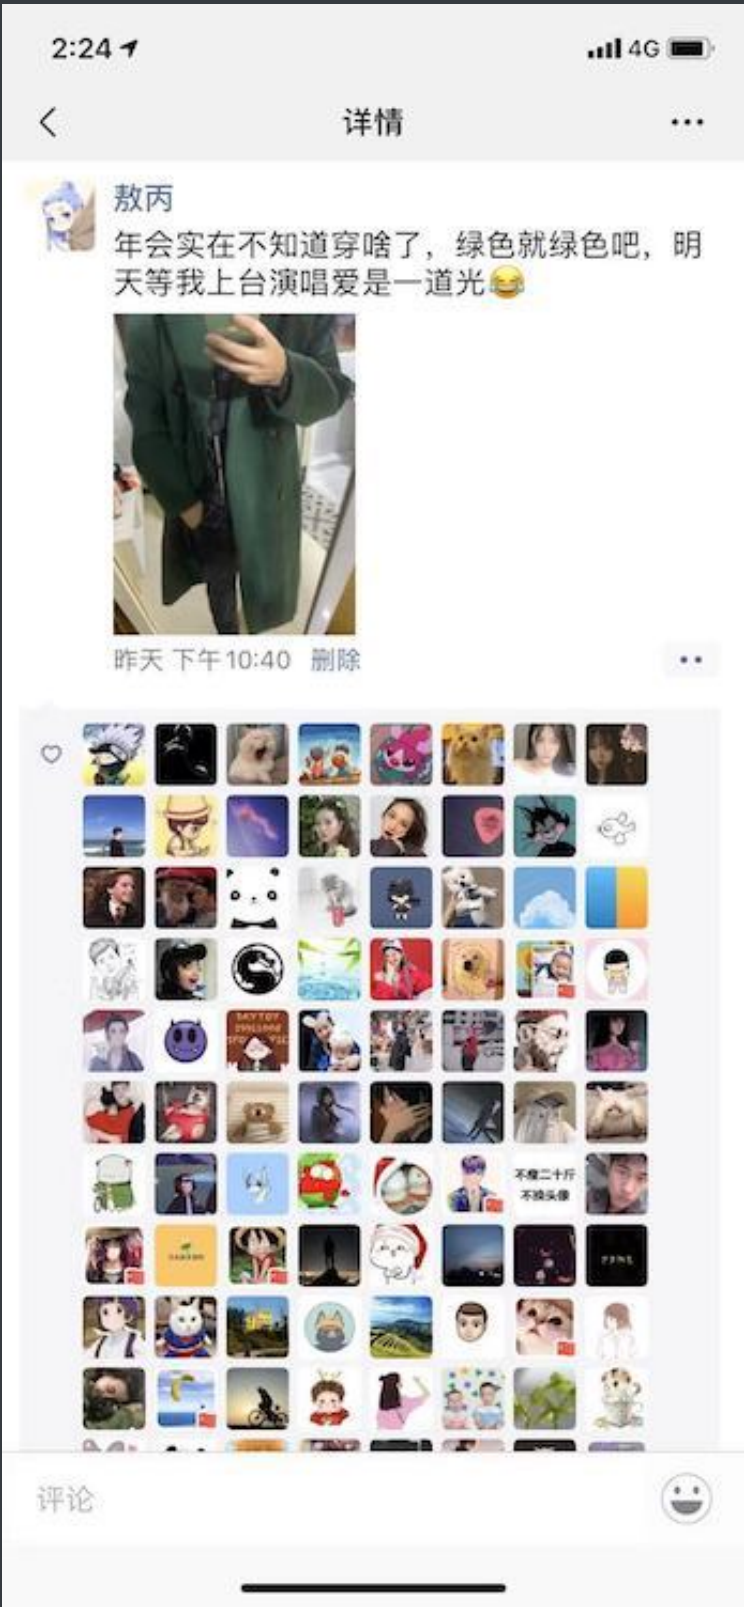 2:24
4G
详情
敖丙
年会实在不知道穿啥了，绿色就绿色吧，明
天等我上台演唱爱是一道光😂
昨天 下午10:40 删除
不瘦二十斤
不换头像
评论